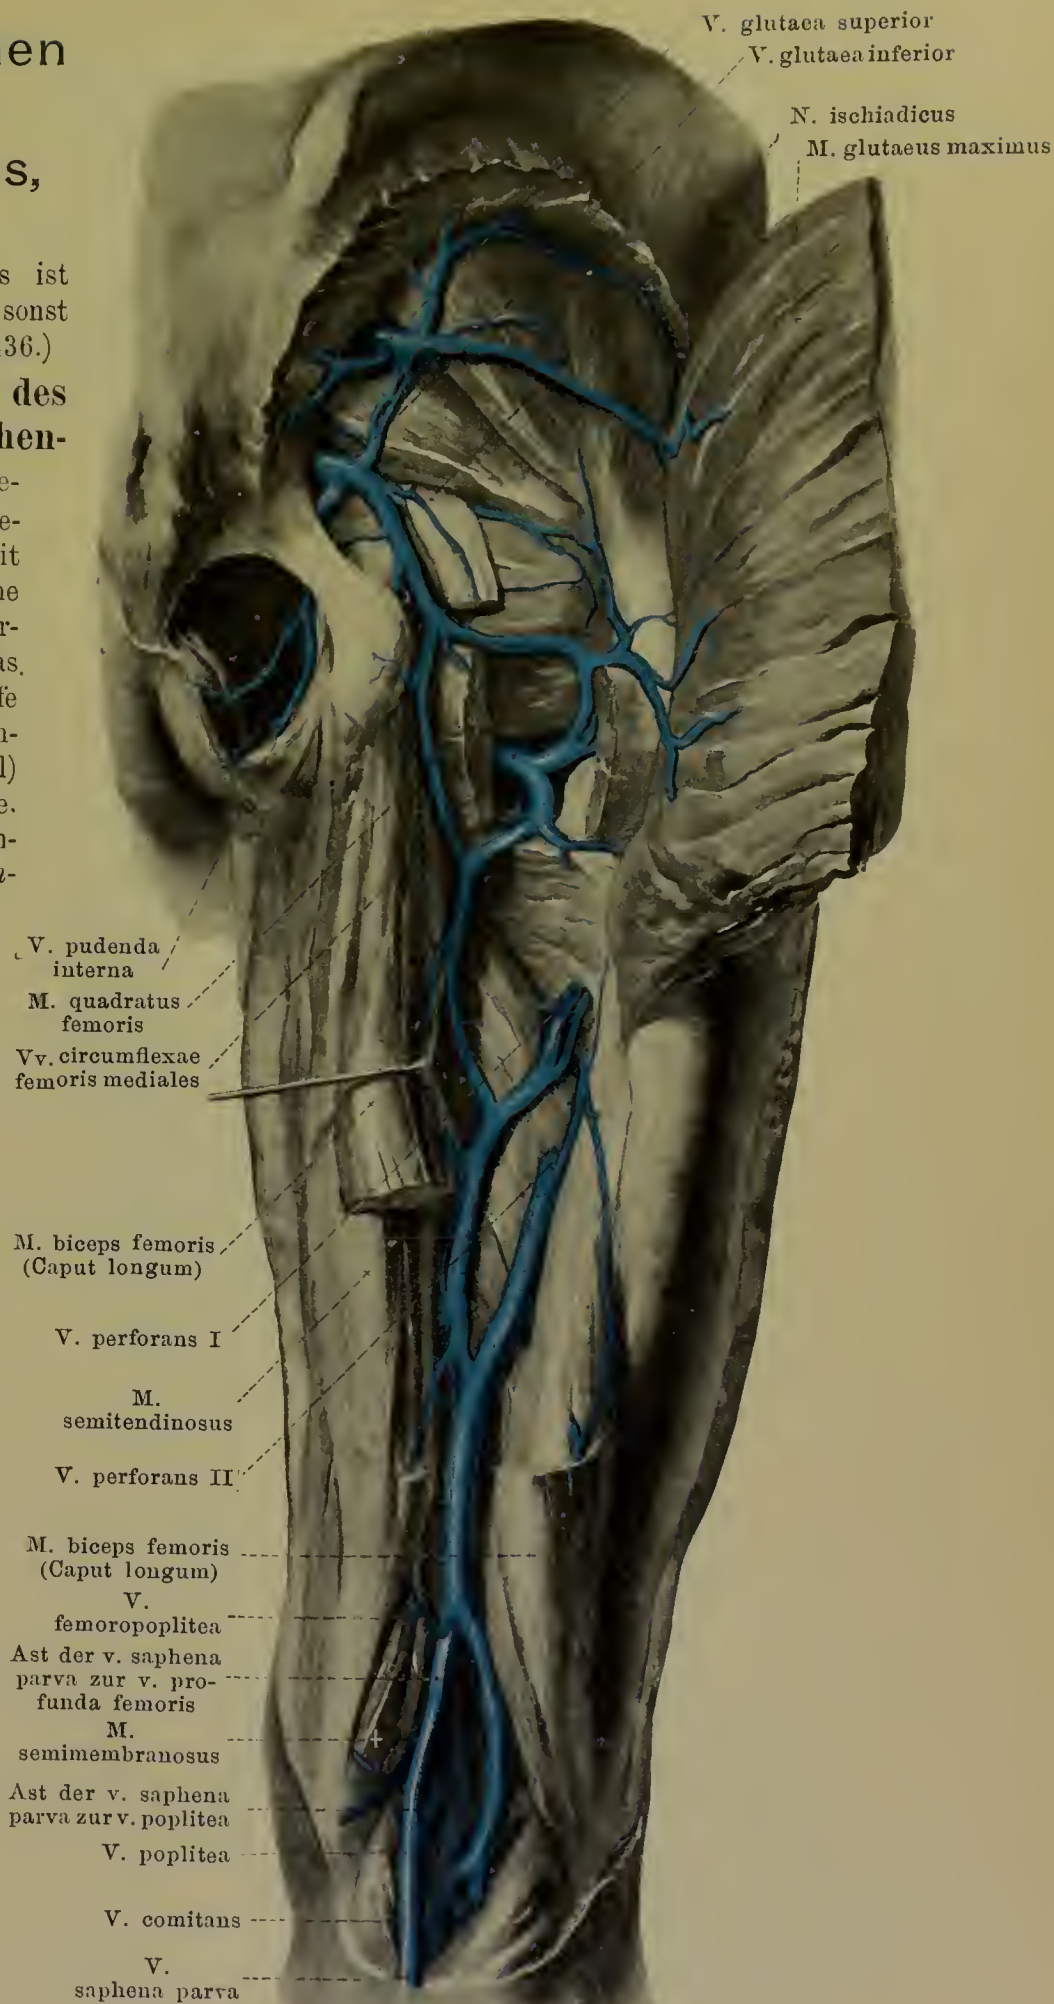 en
s,
s ist
sonst
36.)
des
hen-
e-
e-
it
ne
r-
as.
fe
n-
l)
e.
n-
V. glutaea superior
V. glutaea inferior
N. ischiadicus
M. glutaeus maximus
V. pudenda
interna
M. quadratus
femoris
Vv. circumflexae
femoris mediales
M. biceps femoris
(Caput longum)
V. perforans I
M.
semitendinosus
V. perforans II
M. biceps femoris
(Caput longum)
V.
femoropoplitea
Ast der v. saphena
parva zur v. pro-
funda femoris
M.
semimembranosus
Ast der v. saphena
parva zur v. poplitea
V. poplitea
V. comitans
V.
saphena parva